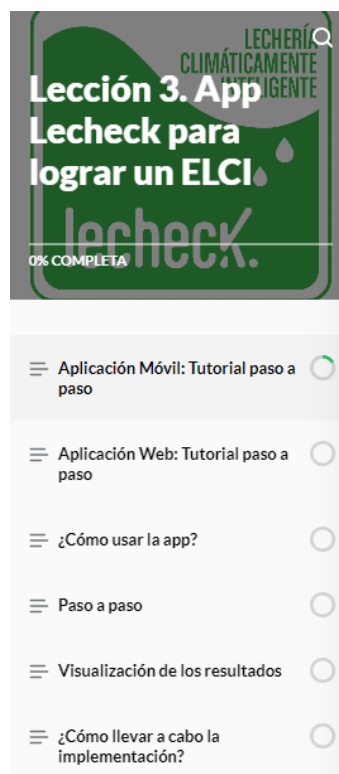 LECHERÍA
CLIMÁTICAMENTE
INTELIGENTE
Lección 3. App
Lecheck para
lograr un ELCI
lecheck.
0% COMPLETA
Aplicación Móvil: Tutorial paso a
paso
Aplicación Web: Tutorial paso a
paso
¿Cómo usar la app?
Paso a paso
Visualización de los resultados
¿Cómo llevar a cabo la
implementación?